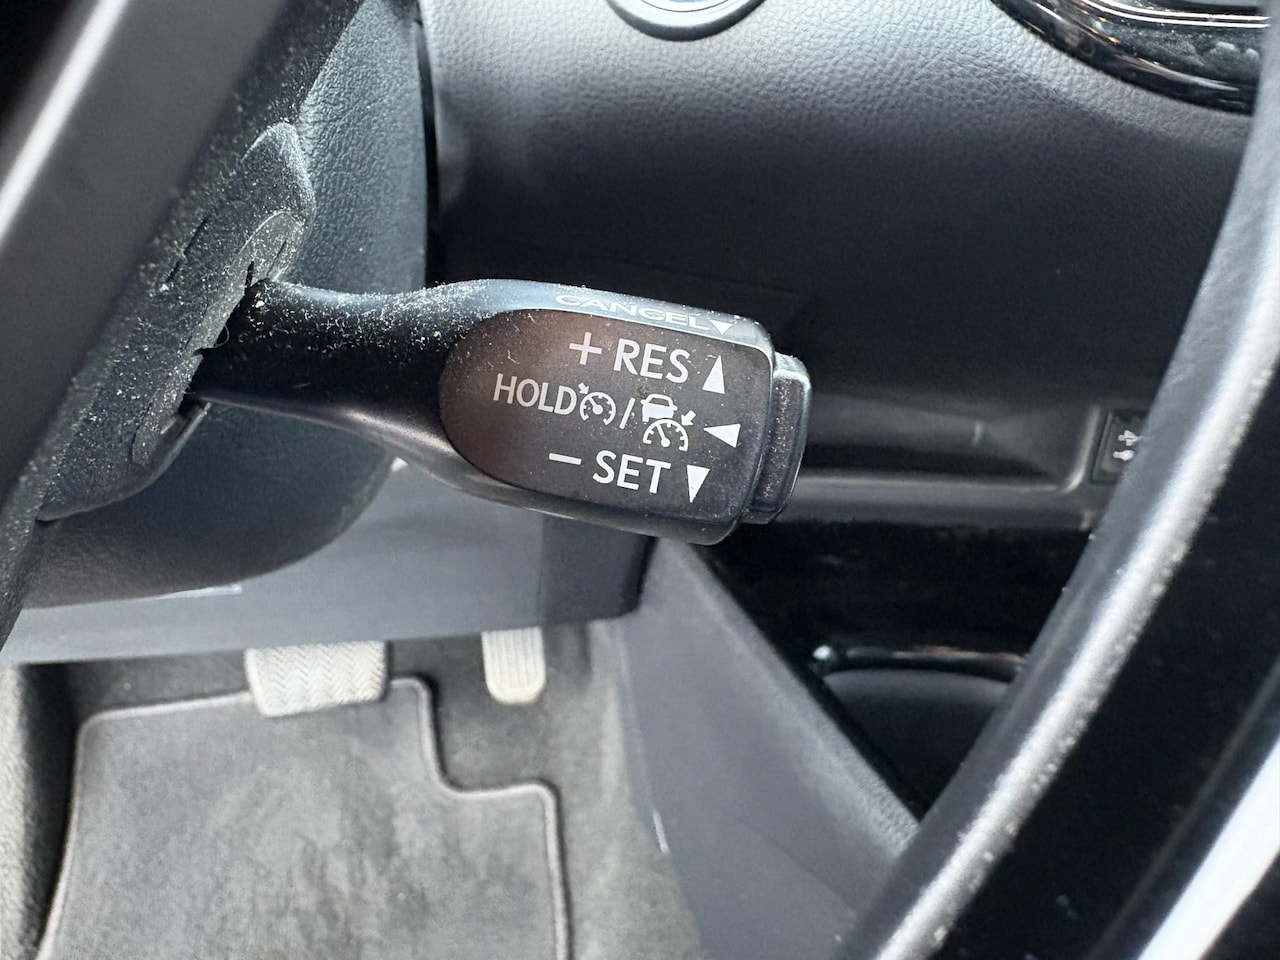 CANCEL▼
+ RES ▲
HOLD / ◀
− SET ▼